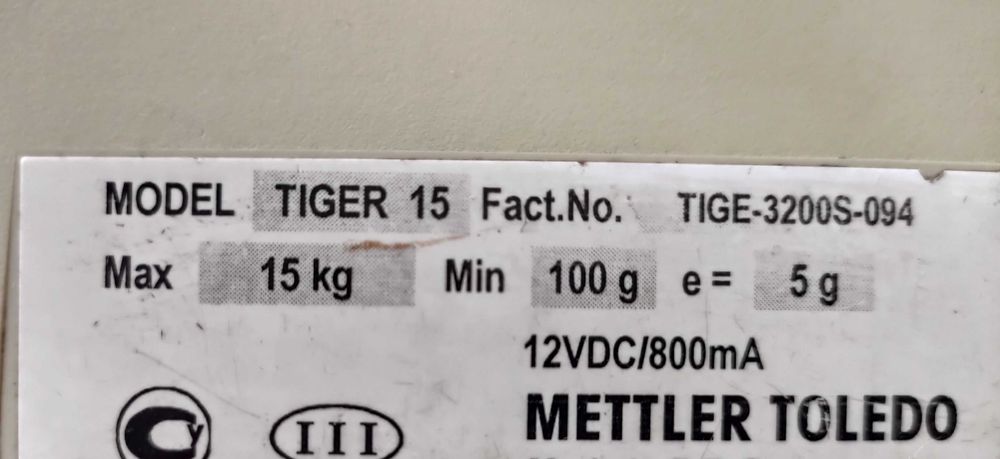 MODEL TIGER 15 Fact.No. TIGE-3200S-094
Max 15 kg Min 100 g e = 5 g
12VDC/800mA
III METTLER TOLEDO